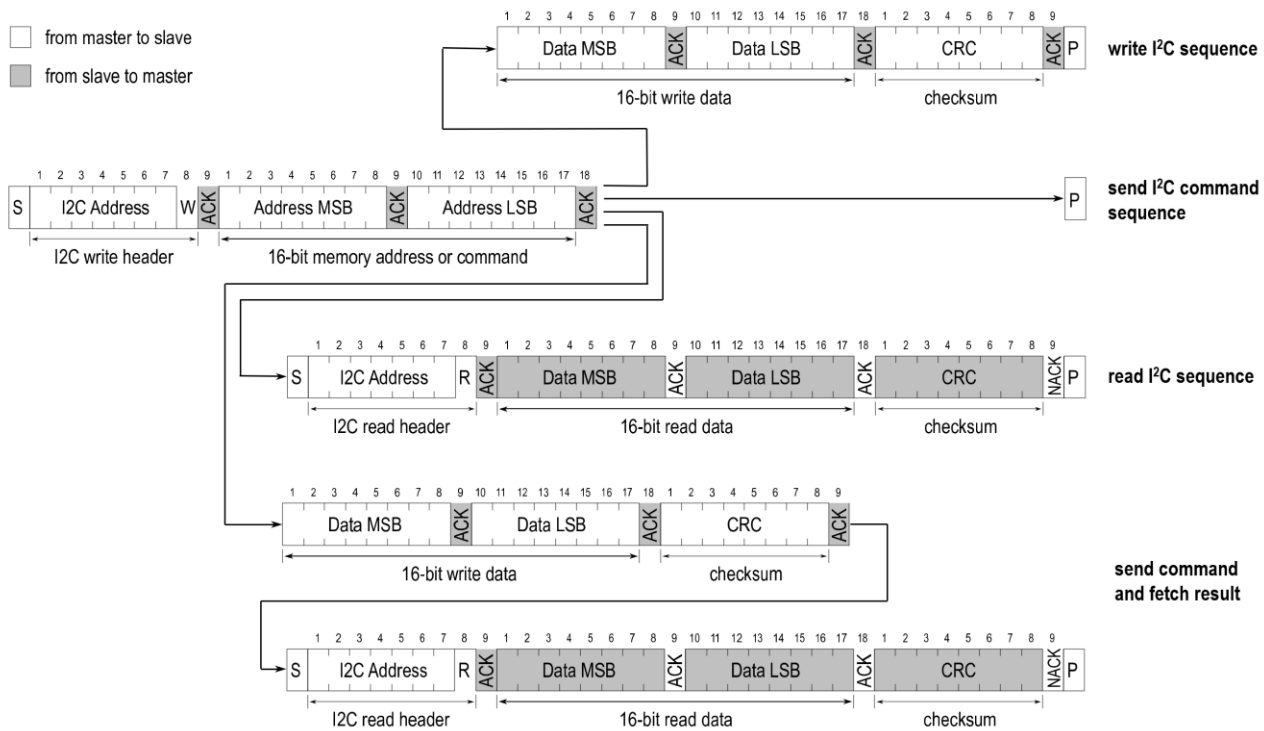 from master to slave
from slave to master
1 2 3 4 5 6 7 8 9 10 11 12 13 14 15 16 17 18 1 2 3 4 5 6 7 8 9
Data MSB ACK Data LSB ACK CRC ACK P
write I²C sequence
16-bit write data
checksum
1 2 3 4 5 6 7 8 9 1 2 3 4 5 6 7 8 9 10 11 12 13 14 15 16 17 18
S I2C Address W ACK Address MSB ACK Address LSB ACK
P
send I²C command
sequence
I2C write header
16-bit memory address or command
1 2 3 4 5 6 7 8 9 1 2 3 4 5 6 7 8 9 10 11 12 13 14 15 16 17 18 1 2 3 4 5 6 7 8 9
S I2C Address R ACK Data MSB ACK Data LSB ACK CRC NACK P
read I²C sequence
I2C read header
16-bit read data
checksum
1 2 3 4 5 6 7 8 9 10 11 12 13 14 15 16 17 18 1 2 3 4 5 6 7 8 9
Data MSB ACK Data LSB ACK CRC ACK
16-bit write data
checksum
send command
and fetch result
1 2 3 4 5 6 7 8 9 1 2 3 4 5 6 7 8 9 10 11 12 13 14 15 16 17 18 1 2 3 4 5 6 7 8 9
S I2C Address R ACK Data MSB ACK Data LSB ACK CRC NACK P
I2C read header
16-bit read data
checksum